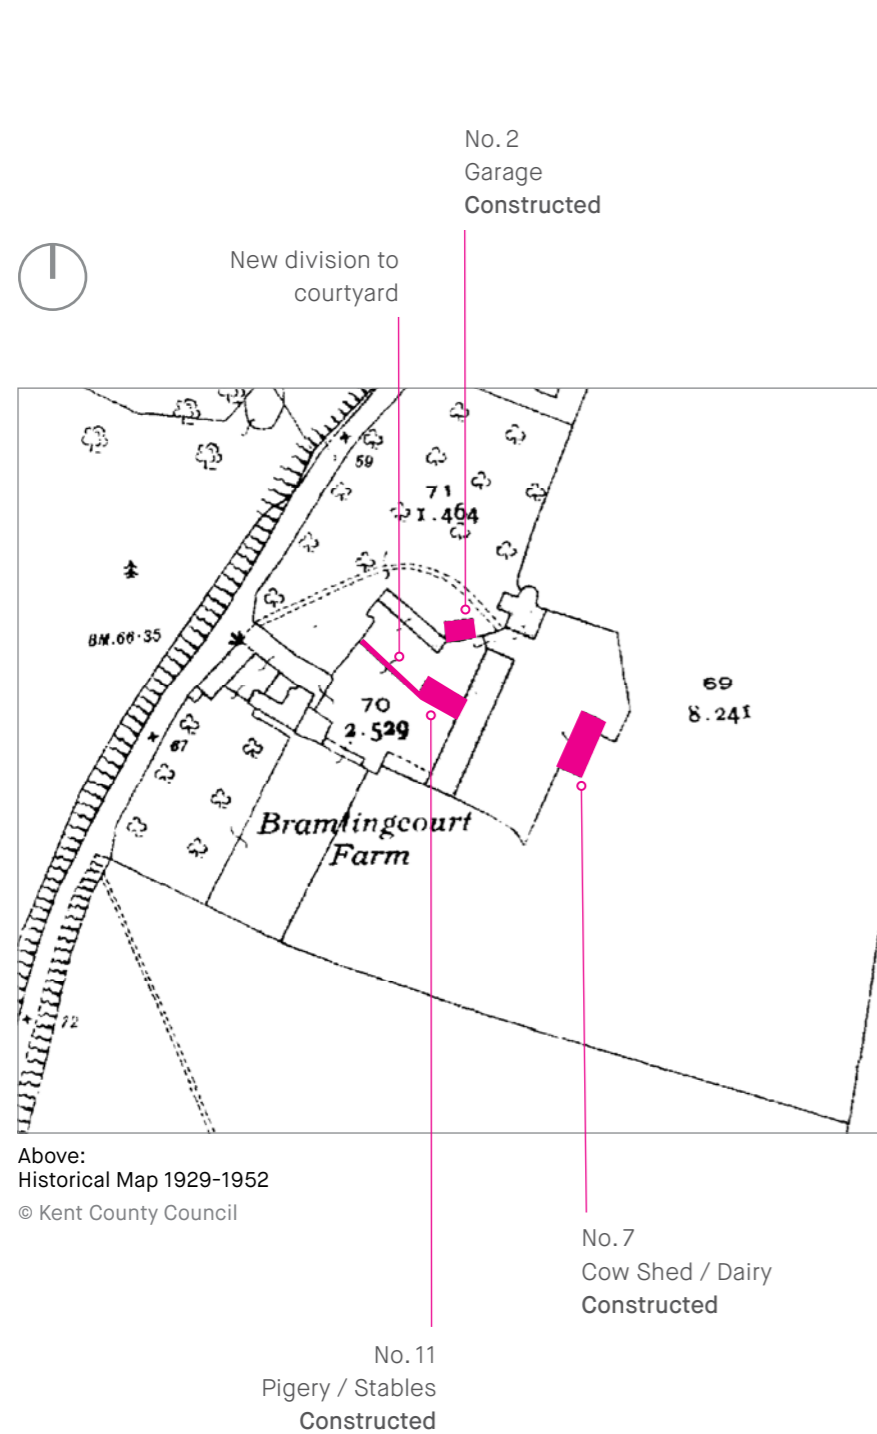 No. 2
Garage
Constructed
New division to
courtyard
59
71
1.464
B.M.66·35
69
8.241
70
2.529
67
Bramlingcourt
Farm
72
Above:
Historical Map 1929-1952
© Kent County Council
No. 7
Cow Shed / Dairy
Constructed
No. 11
Pigery / Stables
Constructed